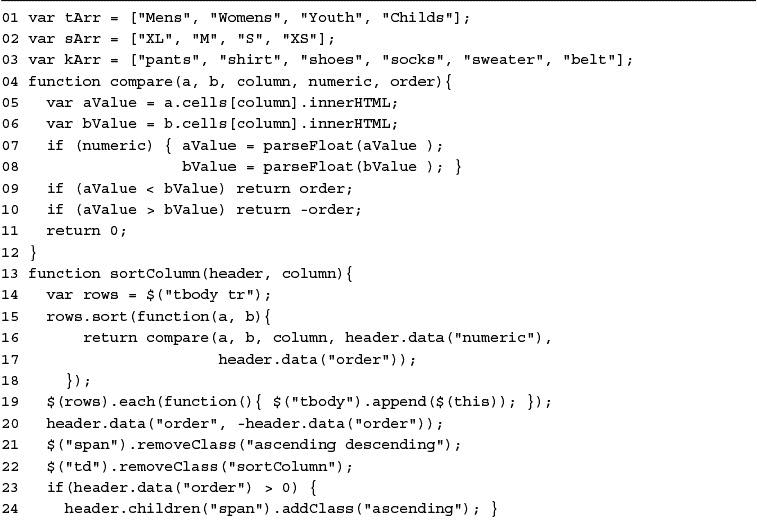 01 var tArr = ["Mens", "Womens", "Youth", "Childs"];
02 var sArr = ["XL", "M", "S", "XS"];
03 var kArr = ["pants", "shirt", "shoes", "socks", "sweater", "belt"];
04 function compare(a, b, column, numeric, order){
05   var aValue = a.cells[column].innerHTML;
06   var bValue = b.cells[column].innerHTML;
07   if (numeric) { aValue = parseFloat(aValue );
08                  bValue = parseFloat(bValue ); }
09   if (aValue < bValue) return order;
10   if (aValue > bValue) return -order;
11   return 0;
12 }
13 function sortColumn(header, column){
14   var rows = $("tbody tr");
15   rows.sort(function(a, b){
16       return compare(a, b, column, header.data("numeric"),
17                      header.data("order"));
18     });
19   $(rows).each(function(){ $("tbody").append($(this)); });
20   header.data("order", -header.data("order"));
21   $("span").removeClass("ascending descending");
22   $("td").removeClass("sortColumn");
23   if(header.data("order") > 0) {
24     header.children("span").addClass("ascending"); }